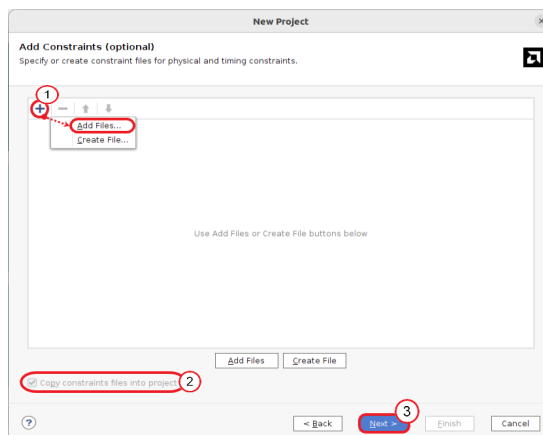 New Project
Add Constraints (optional)
Specify or create constraint files for physical and timing constraints.
1
Add Files...
Create File...
Use Add Files or Create File buttons below
Add Files
Create File
Copy constraints files into project
2
3
?
< Back
Next >
Finish
Cancel